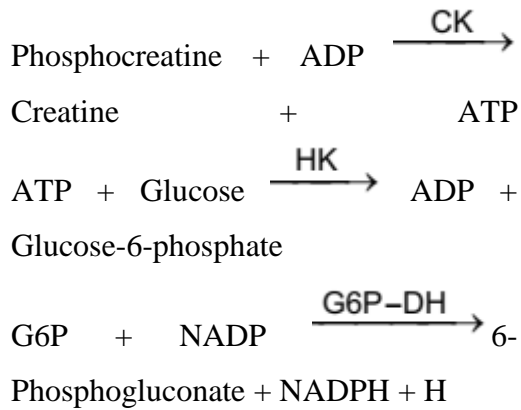 CK
Phosphocreatine + ADP
Creatine + ATP
HK
ATP + Glucose ADP +
Glucose-6-phosphate
G6P–DH
G6P + NADP 6-
Phosphogluconate + NADPH + H